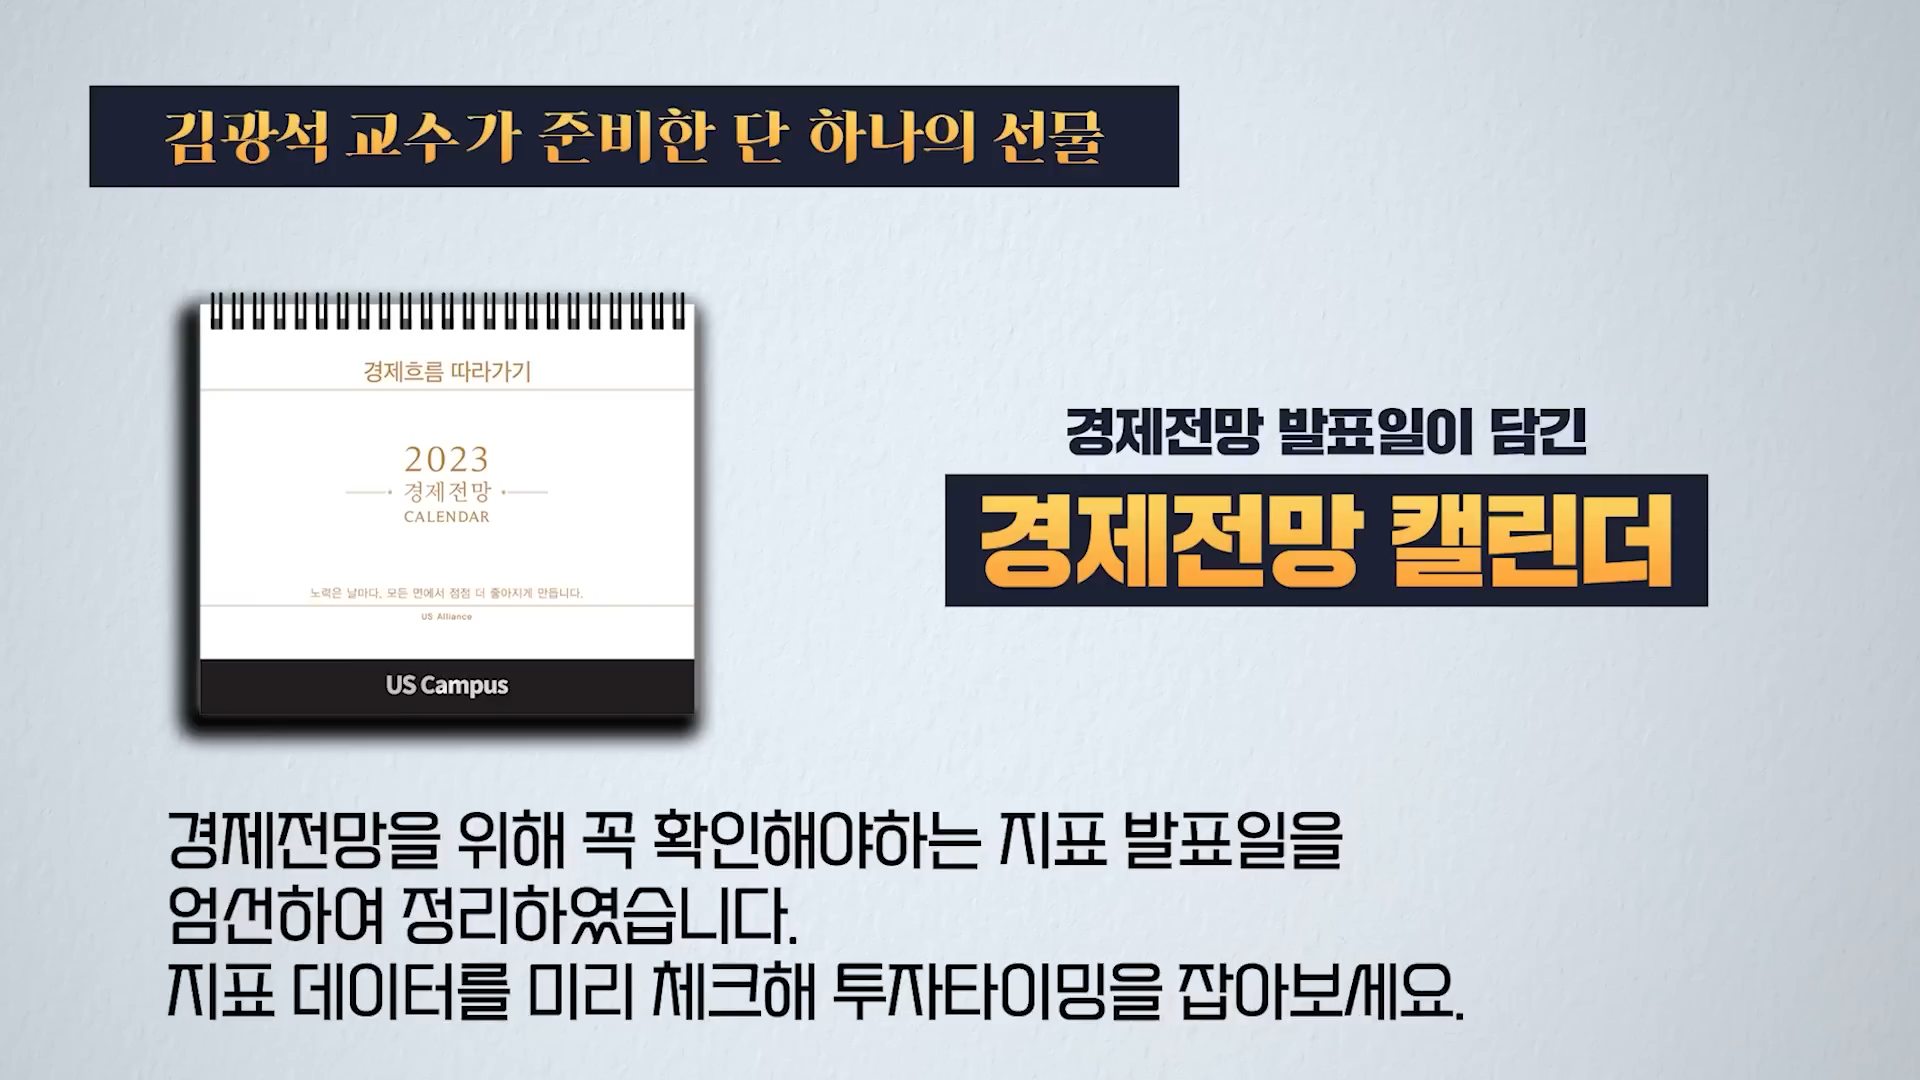 김광석 교수가 준비한 단 하나의 선물
경제흐름 따라가기
2023
경제전망
CALENDAR
노력은 날마다, 모든 면에서 점점 더 좋아지게 만듭니다.
US Alliance
US Campus
경제전망 발표일이 담긴
경제전망 캘린더
경제전망을 위해 꼭 확인해야하는 지표 발표일을
엄선하여 정리하였습니다.
지표 데이터를 미리 체크해 투자타이밍을 잡아보세요.